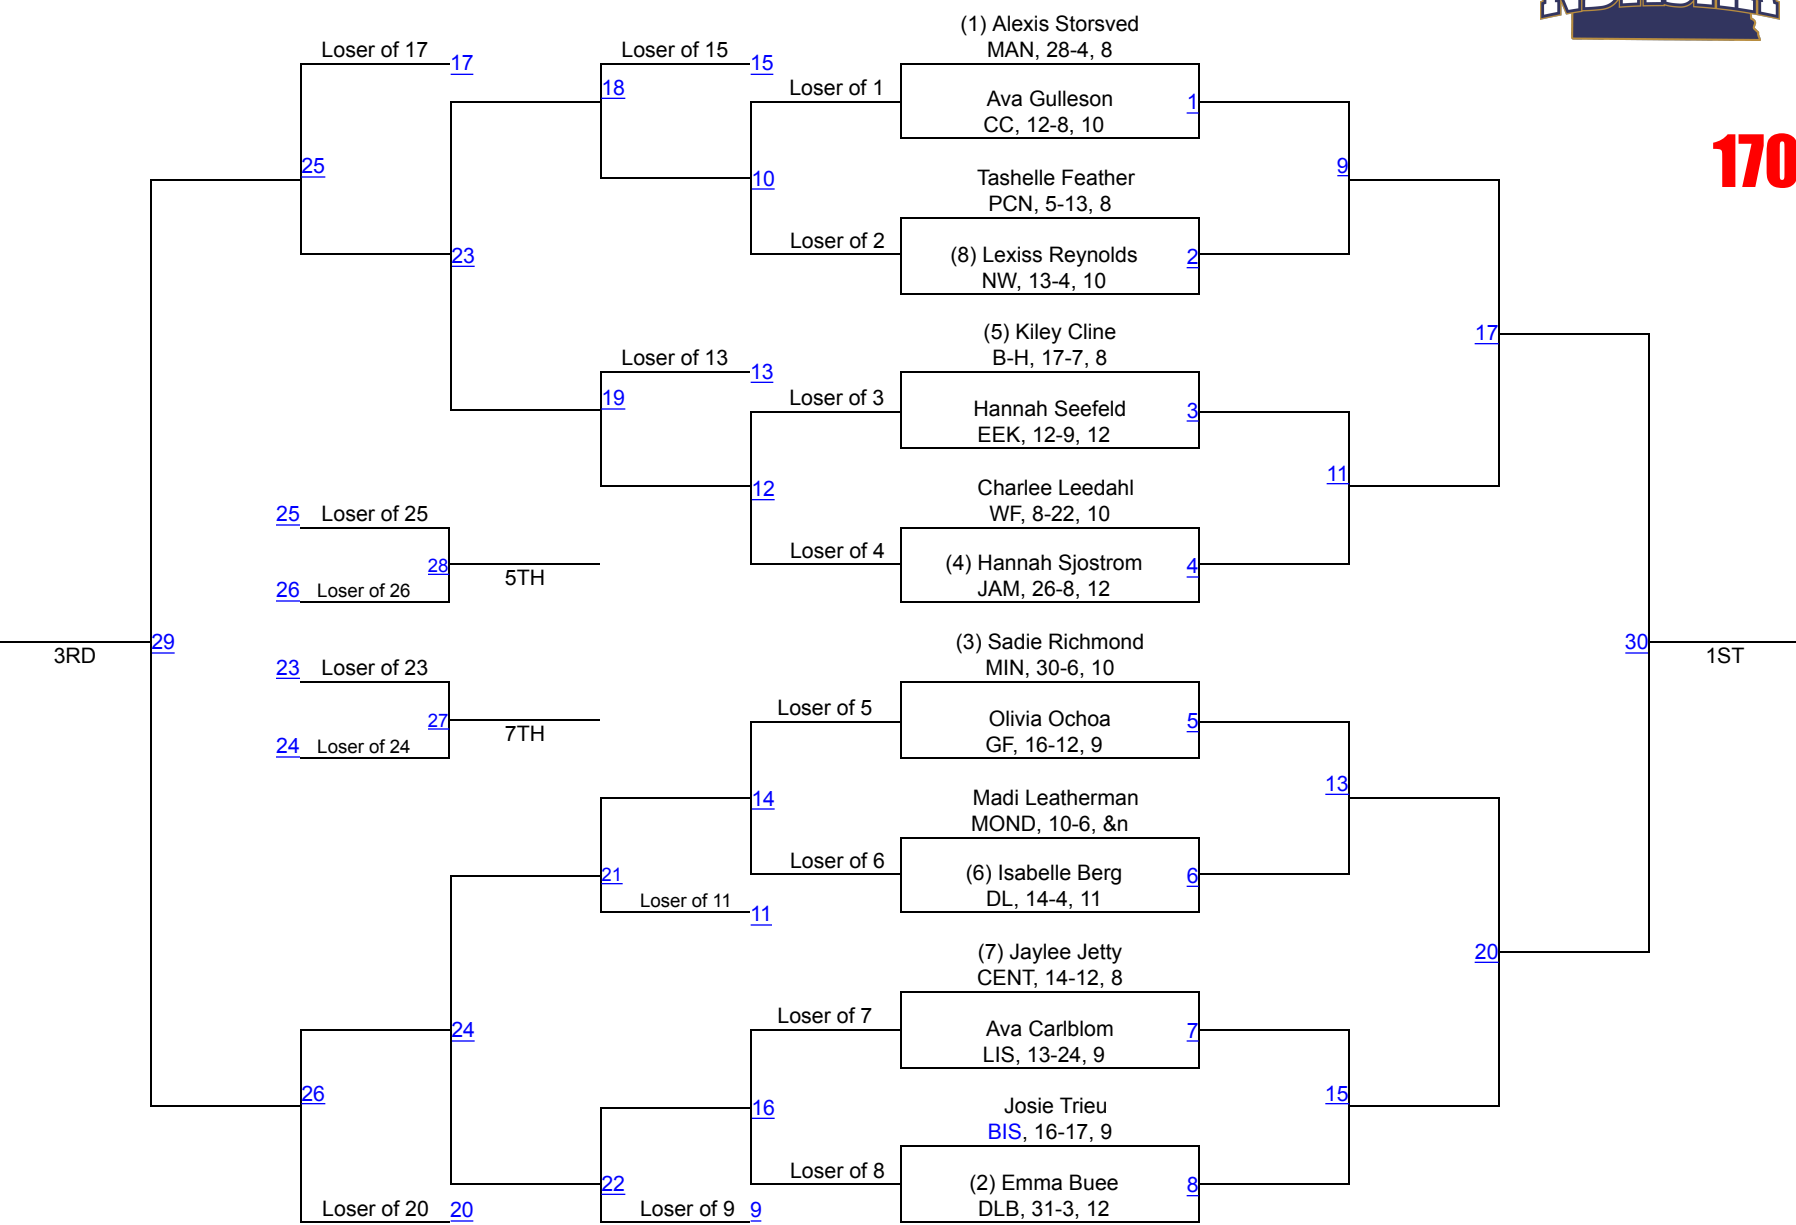 (1) Alexis Storsved
MAN, 28-4, 8
Loser of 17
17
Loser of 15
15
18
Loser of 1
Ava Gulleson
CC, 12-8, 10
1
170
25
10
9
Tashelle Feather
PCN, 5-13, 8
Loser of 2
(8) Lexiss Reynolds
NW, 13-4, 10
2
23
(5) Kiley Cline
B-H, 17-7, 8
17
Loser of 13
13
19
Loser of 3
Hannah Seefeld
EEK, 12-9, 12
3
11
12
Charlee Leedahl
WF, 8-22, 10
25
Loser of 25
Loser of 4
(4) Hannah Sjostrom
JAM, 26-8, 12
4
28
5TH
26
Loser of 26
29
3RD
(3) Sadie Richmond
MIN, 30-6, 10
30
1ST
23
Loser of 23
Loser of 5
Olivia Ochoa
GF, 16-12, 9
5
27
7TH
24
Loser of 24
14
13
Madi Leatherman
MOND, 10-6, &n
Loser of 6
(6) Isabelle Berg
DL, 14-4, 11
6
21
Loser of 11
11
(7) Jaylee Jetty
CENT, 14-12, 8
20
Loser of 7
Ava Carlblom
LIS, 13-24, 9
7
24
26
16
15
Josie Trieu
BIS, 16-17, 9
Loser of 8
(2) Emma Buee
DLB, 31-3, 12
8
22
Loser of 20
20
Loser of 9
9